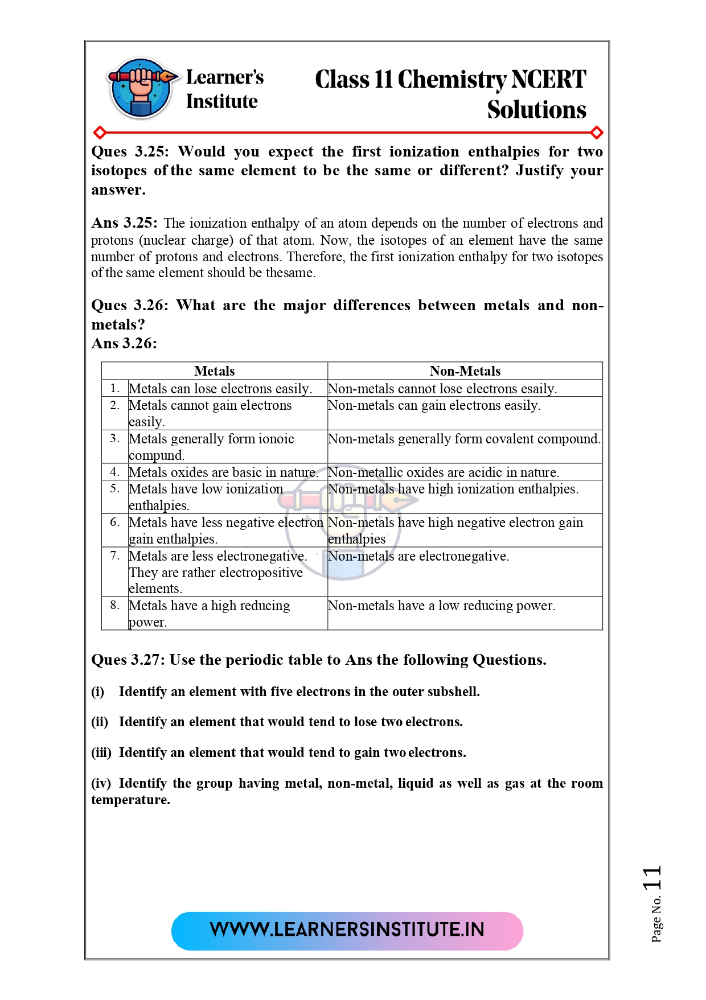 Learner's
Institute
Class 11 Chemistry NCERT
Solutions
Ques 3.25: Would you expect the first ionization enthalpies for two
isotopes of the same element to be the same or different? Justify your
answer.
Ans 3.25: The ionization enthalpy of an atom depends on the number of electrons and
protons (nuclear charge) of that atom. Now, the isotopes of an element have the same
number of protons and electrons. Therefore, the first ionization enthalpy for two isotopes
of the same element should be thesame.
Ques 3.26: What are the major differences between metals and non-
metals?
Ans 3.26:
Metals Non-Metals
1. Metals can lose electrons easily. Non-metals cannot lose electrons esaily.
2. Metals cannot gain electrons Non-metals can gain electrons easily.
easily.
3. Metals generally form ionoic Non-metals generally form covalent compound.
compund.
4. Metals oxides are basic in nature. Non-metallic oxides are acidic in nature.
5. Metals have low ionization Non-metals have high ionization enthalpies.
enthalpies.
6. Metals have less negative electron Non-metals have high negative electron gain
gain enthalpies. enthalpies
7. Metals are less electronegative. Non-metals are electronegative.
They are rather electropositive
elements.
8. Metals have a high reducing Non-metals have a low reducing power.
power.
Ques 3.27: Use the periodic table to Ans the following Questions.
(i) Identify an element with five electrons in the outer subshell.
(ii) Identify an element that would tend to lose two electrons.
(iii) Identify an element that would tend to gain two electrons.
(iv) Identify the group having metal, non-metal, liquid as well as gas at the room
temperature.
WWW.LEARNERSINSTITUTE.IN
Page No. 11